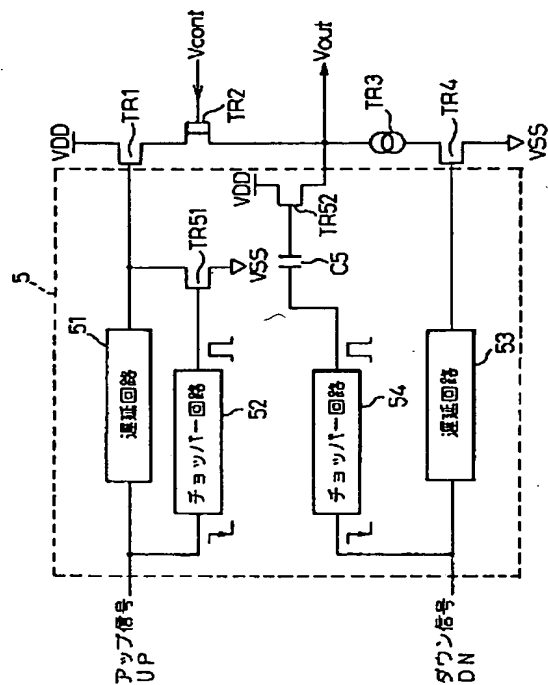 5
VDD
TR1
Vcont
TR2
51
遅延回路
TR51
VSS
チョッパー回路
52
VDD
TR52
Vout
C5
TR3
チョッパー回路
54
TR4
VSS
遅延回路
53
アップ信号
UP
ダウン信号
DN